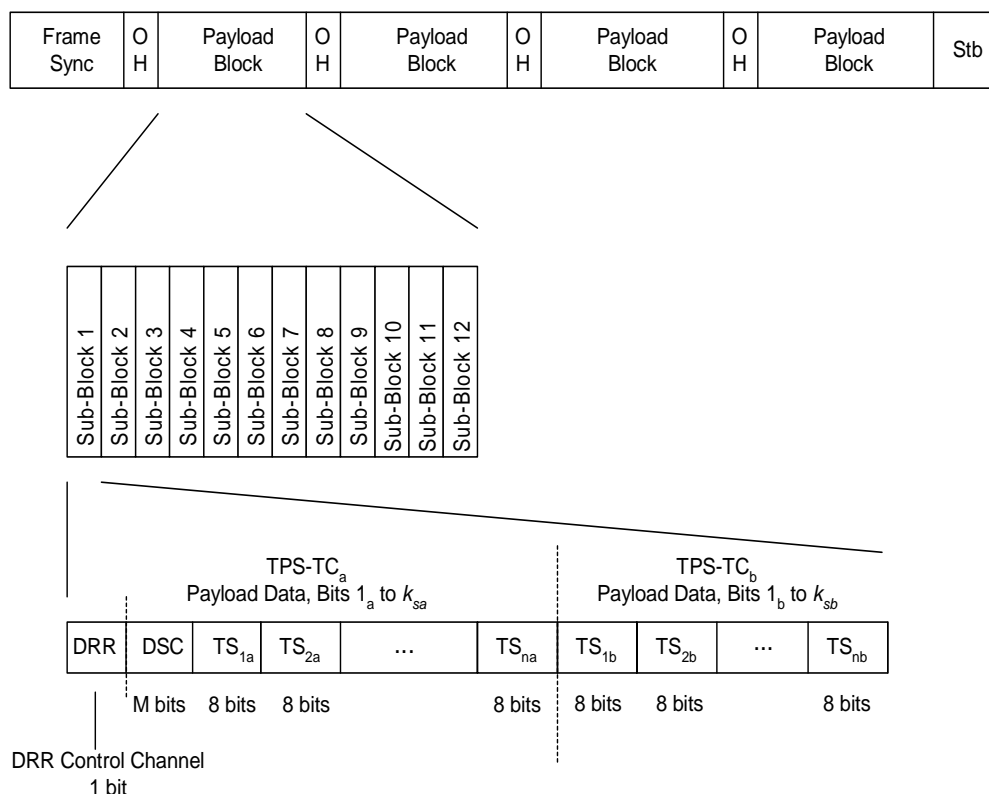 Frame Sync
O H
Payload Block
O H
Payload Block
O H
Payload Block
O H
Payload Block
Stb
Sub-Block 1
Sub-Block 2
Sub-Block 3
Sub-Block 4
Sub-Block 5
Sub-Block 6
Sub-Block 7
Sub-Block 8
Sub-Block 9
Sub-Block 10
Sub-Block 11
Sub-Block 12
TPS-TCa
Payload Data, Bits 1a to ksa
TPS-TCb
Payload Data, Bits 1b to ksb
DRR DSC TS1a TS2a ... TSna TS1b TS2b ... TSnb
M bits 8 bits 8 bits 8 bits 8 bits 8 bits 8 bits
DRR Control Channel
1 bit